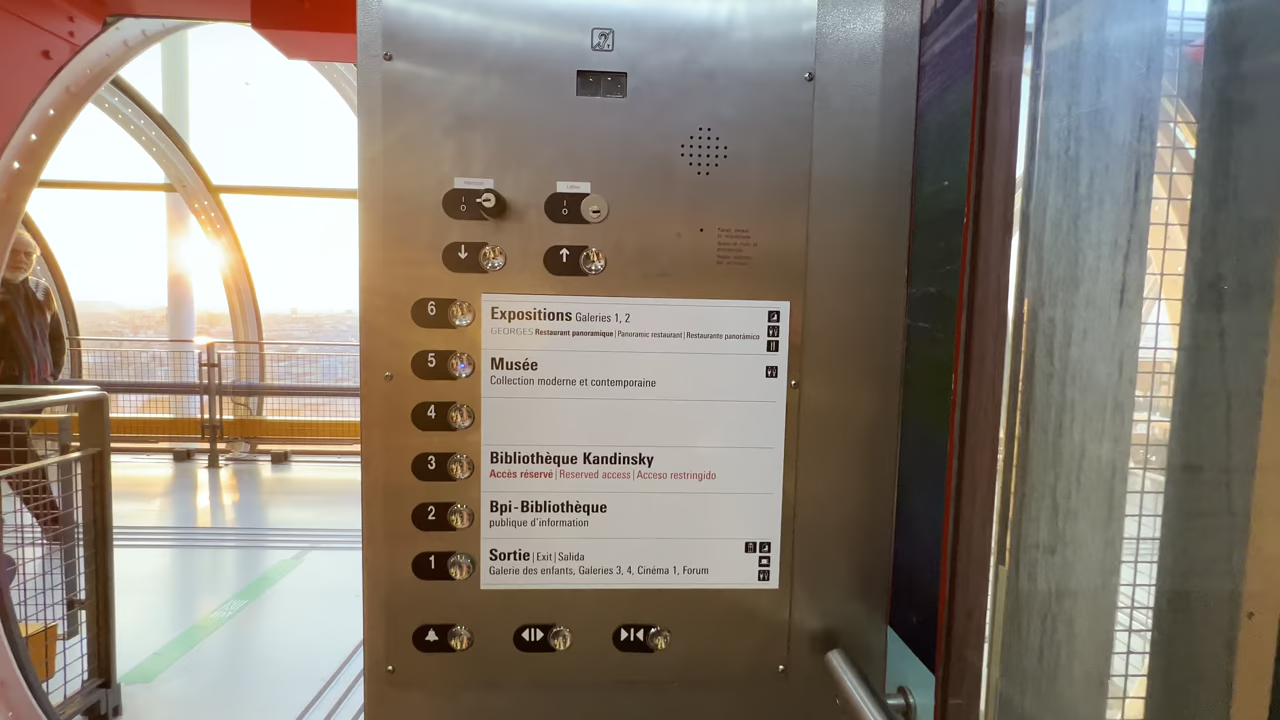 I
O
I
O
↓
↑
6
Expositions Galeries 1, 2
GEORGES Restaurant panoramique | Panoramic restaurant | Restaurante panorámico
5
Musée
Collection moderne et contemporaine
4
3
Bibliothèque Kandinsky
Accès réservé | Reserved access | Acceso restringido
2
Bpi-Bibliothèque
publique d'information
1
Sortie | Exit | Salida
Galerie des enfants, Galeries 3, 4, Cinéma 1, Forum